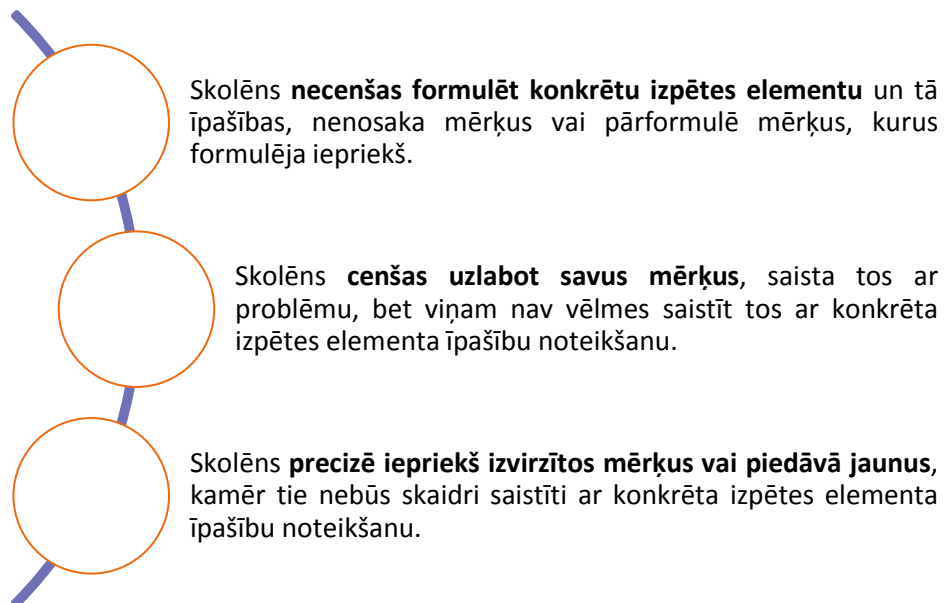 Skolēns necenšas formulēt konkrētu izpētes elementu un tā
īpašības, nenosaka mērķus vai pārformulē mērķus, kurus
formulēja iepriekš.
Skolēns cenšas uzlabot savus mērķus, saista tos ar
problēmu, bet viņam nav vēlmes saistīt tos ar konkrēta
izpētes elementa īpašību noteikšanu.
Skolēns precizē iepriekš izvirzītos mērķus vai piedāvā jaunus,
kamēr tie nebūs skaidri saistīti ar konkrēta izpētes elementa
īpašību noteikšanu.